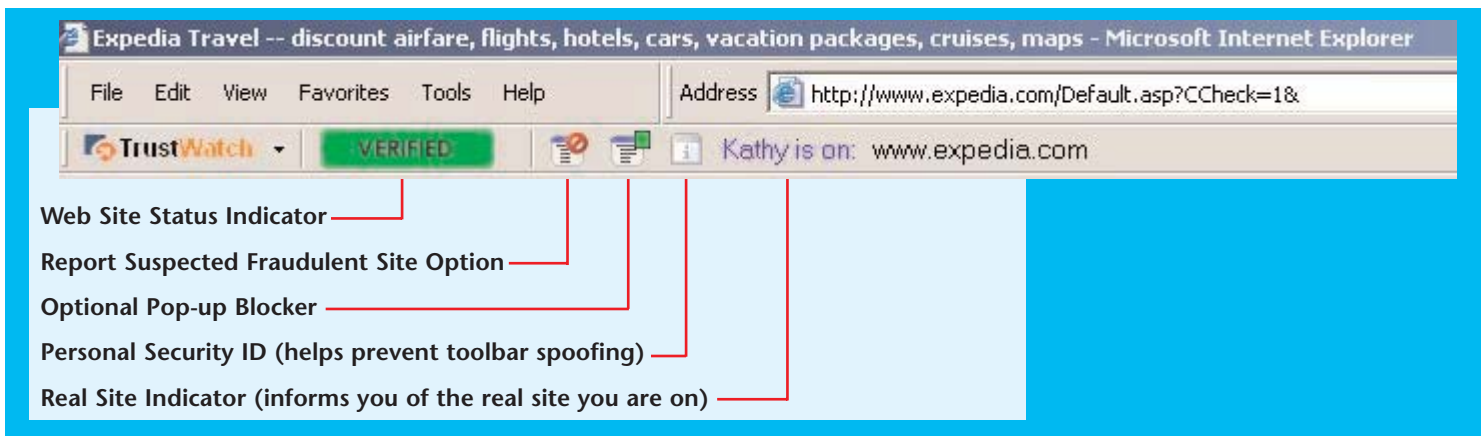 Expedia Travel -- discount airfare, flights, hotels, cars, vacation packages, cruises, maps - Microsoft Internet Explorer
File Edit View Favorites Tools Help Address http://www.expedia.com/Default.asp?CCheck=1&
TrustWatch VERIFIED Kathy is on: www.expedia.com
Web Site Status Indicator
Report Suspected Fraudulent Site Option
Optional Pop-up Blocker
Personal Security ID (helps prevent toolbar spoofing)
Real Site Indicator (informs you of the real site you are on)